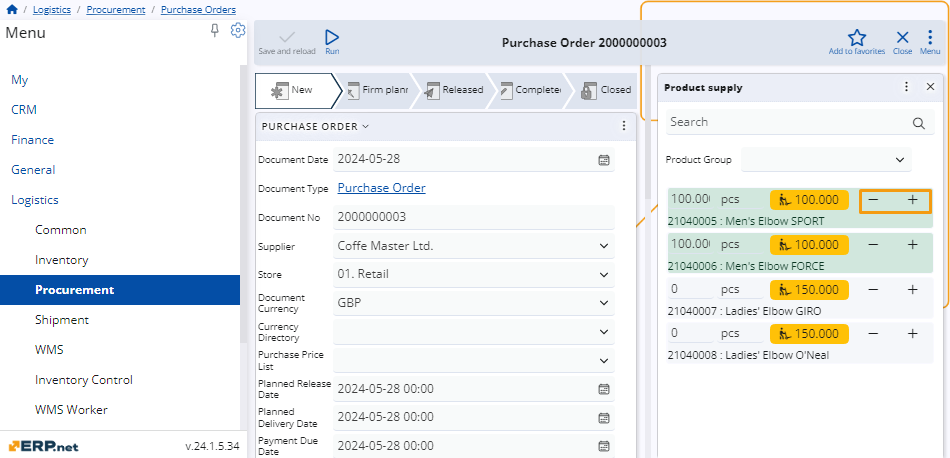 / Logistics / Procurement / Purchase Orders
Menu
My
CRM
Finance
General
Logistics
Common
Inventory
Procurement
Shipment
WMS
Inventory Control
WMS Worker
ERP.net
v.24.1.5.34
Save and reload
Run
Purchase Order 2000000003
Add to favorites
Close
Menu
New
Firm plann
Released
Complete
Closed
PURCHASE ORDER
Document Date 2024-05-28
Document Type Purchase Order
Document No 2000000003
Supplier Coffe Master Ltd.
Store 01. Retail
Document Currency GBP
Currency Directory
Purchase Price List
Planned Release Date 2024-05-28 00:00
Planned Delivery Date 2024-05-28 00:00
Payment Due Date 2024-05-28 00:00
Product supply
Search
Product Group
100.000 pcs 100.000 − +
21040005 : Men's Elbow SPORT
100.000 pcs 100.000 − +
21040006 : Men's Elbow FORCE
0 pcs 150.000 − +
21040007 : Ladies' Elbow GIRO
0 pcs 150.000 − +
21040008 : Ladies' Elbow O'Neal